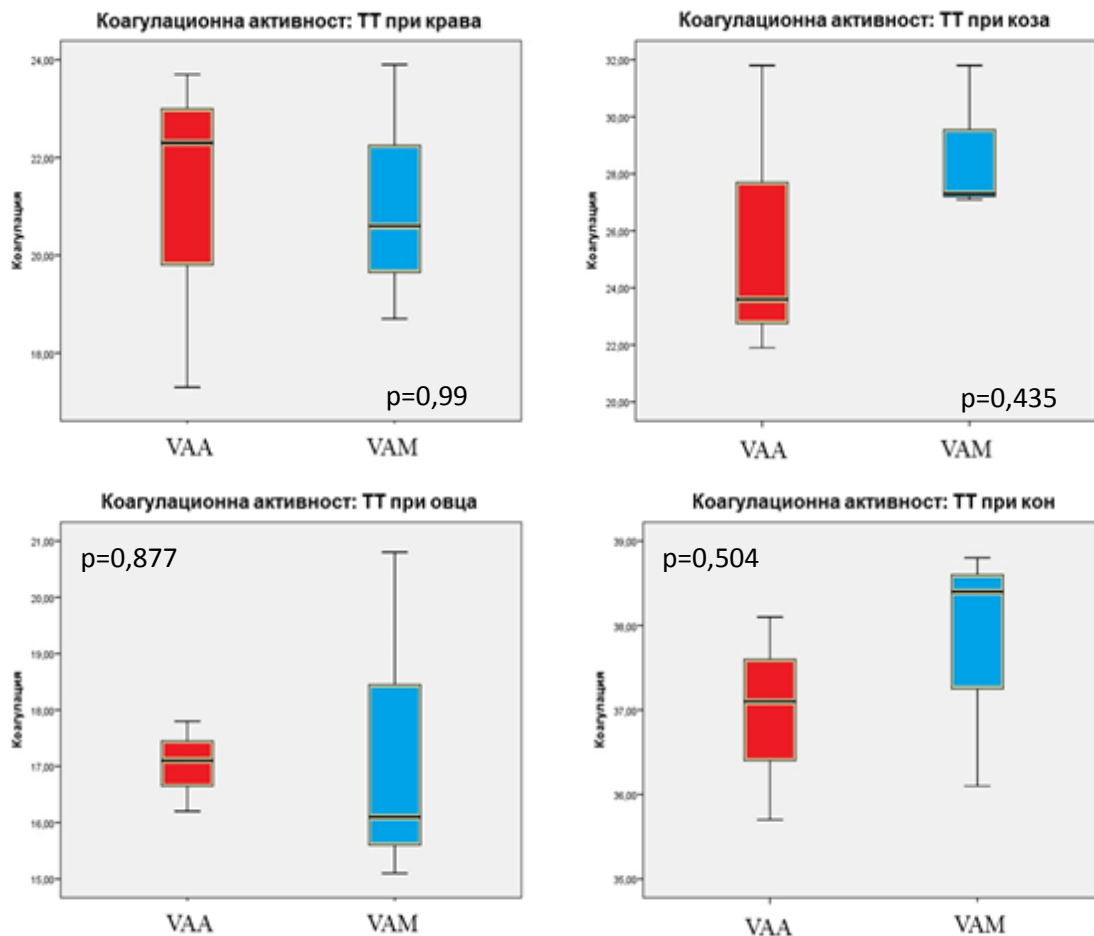 Коагулационна активност: ТТ при крава
Коагулация
24,00
22,00
20,00
18,00
p=0,99
VAA
VAM
Коагулационна активност: ТТ при коза
Коагулация
32,00
30,00
28,00
26,00
24,00
22,00
20,00
p=0,435
VAA
VAM
Коагулационна активност: ТТ при овца
Коагулация
21,00
20,00
19,00
18,00
17,00
16,00
15,00
p=0,877
VAA
VAM
Коагулационна активност: ТТ при кон
Коагулация
39,00
38,00
37,00
36,00
35,00
p=0,504
VAA
VAM